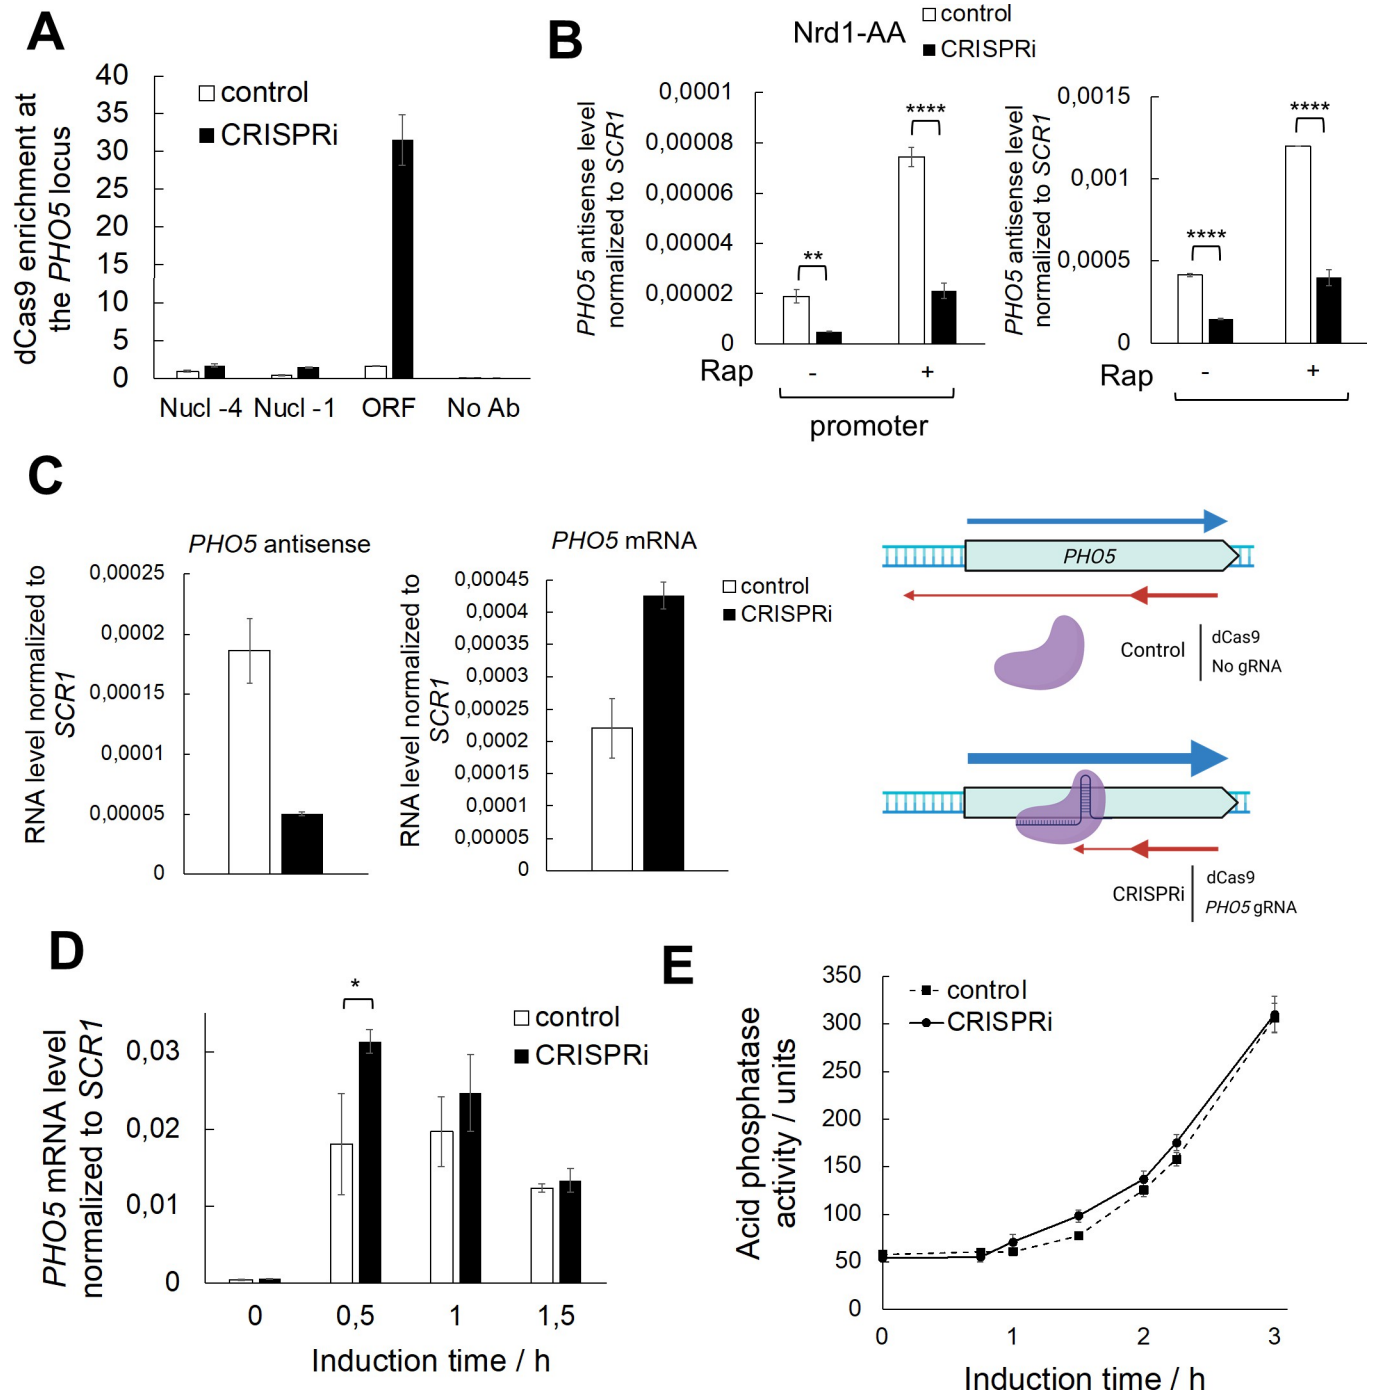 A
dCas9 enrichment at
the PHO5 locus
40
35
30
25
20
15
10
5
0
control
CRISPRi
Nucl -4 Nucl -1 ORF No Ab
B
Nrd1-AA
control
CRISPRi
PHO5 antisense level
normalized to SCR1
0,0001
0,00008
0,00006
0,00004
0,00002
0
**
****
Rap - +
promoter
PHO5 antisense level
normalized to SCR1
0,0015
0,001
0,0005
0
****
****
Rap - +
C
PHO5 antisense
RNA level normalized to
SCR1
0,00025
0,0002
0,00015
0,0001
0,00005
0
PHO5 mRNA
RNA level normalized to
SCR1
0,00045
0,0004
0,00035
0,0003
0,00025
0,0002
0,00015
0,0001
0,00005
0
control
CRISPRi
PHO5
Control
dCas9
No gRNA
CRISPRi
dCas9
PHO5 gRNA
D
PHO5 mRNA level
normalized to SCR1
0,03
0,02
0,01
0
*
control
CRISPRi
0 0,5 1 1,5
Induction time / h
E
Acid phosphatase
activity / units
350
300
250
200
150
100
50
0
control
CRISPRi
0 1 2 3
Induction time / h